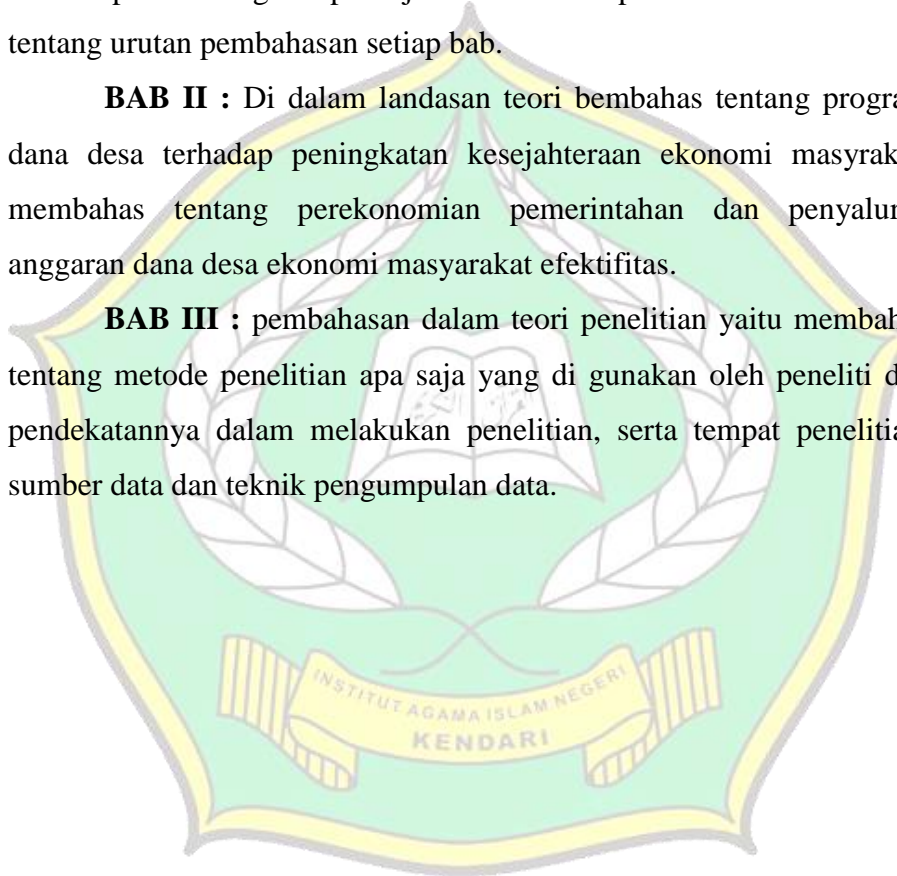 tentang urutan pembahasan setiap bab.
BAB II : Di dalam landasan teori bembahas tentang progra
dana desa terhadap peningkatan kesejahteraan ekonomi masyrak
membahas tentang perekonomian pemerintahan dan penyalur
anggaran dana desa ekonomi masyarakat efektifitas.
BAB III : pembahasan dalam teori penelitian yaitu membah
tentang metode penelitian apa saja yang di gunakan oleh peneliti d
pendekatannya dalam melakukan penelitian, serta tempat peneliti
sumber data dan teknik pengumpulan data.
INSTITUT AGAMA ISLAM NEGERI
KENDARI